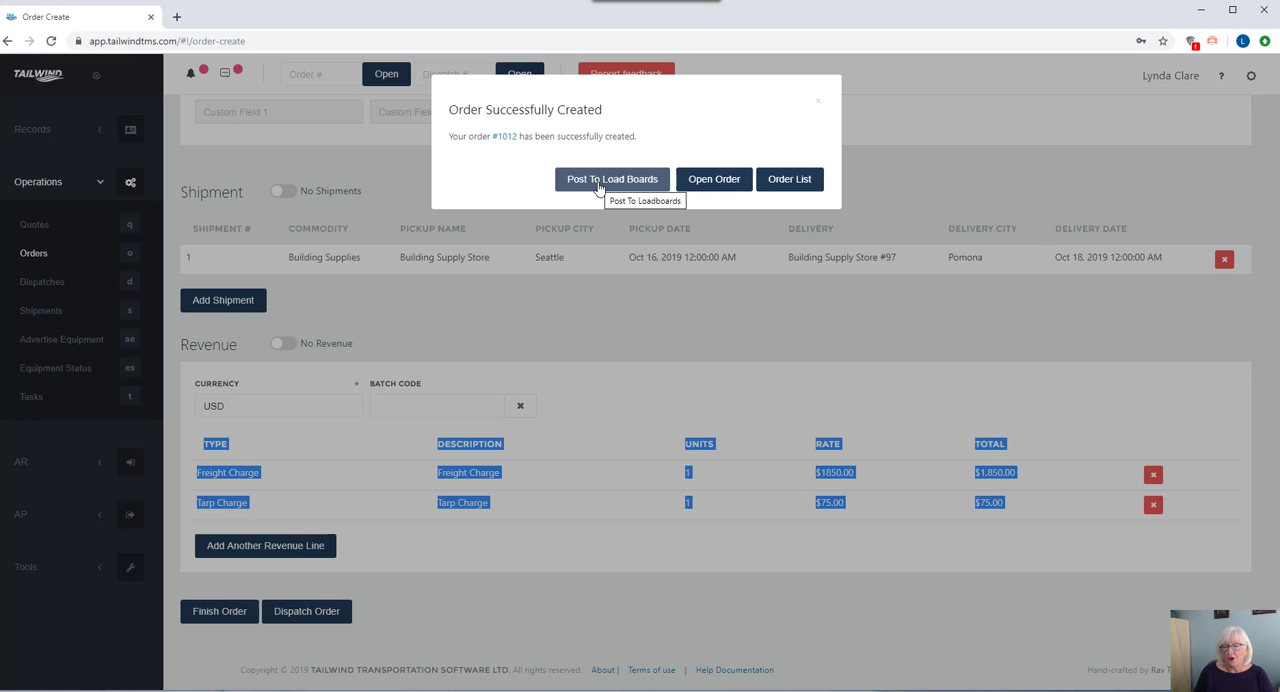 Order Create
app.tailwindtms.com/#!/order-create
TAILWIND
Order #
Open
Dispatch #
Open
Report feedback
Lynda Clare
?
Custom Field 1
Order Successfully Created
Your order #1012 has been successfully created.
Post To Load Boards
Open Order
Order List
Post To Loadboards
Records
Operations
Quotes q
Orders o
Dispatches d
Shipments s
Advertise Equipment ae
Equipment Status es
Tasks t
AR
AP
Tools
Shipment
No Shipments
SHIPMENT # COMMODITY PICKUP NAME PICKUP CITY PICKUP DATE DELIVERY DELIVERY CITY DELIVERY DATE
1 Building Supplies Building Supply Store Seattle Oct 16, 2019 12:00:00 AM Building Supply Store #97 Pomona Oct 18, 2019 12:00:00 AM
Add Shipment
Revenue
No Revenue
CURRENCY * BATCH CODE
USD
TYPE DESCRIPTION UNITS RATE TOTAL
Freight Charge Freight Charge 1 $1850.00 $1,850.00
Tarp Charge Tarp Charge 1 $75.00 $75.00
Add Another Revenue Line
Finish Order
Dispatch Order
Copyright © 2019 TAILWIND TRANSPORTATION SOFTWARE LTD. All rights reserved. About | Terms of use | Help Documentation
Hand-crafted by Rav